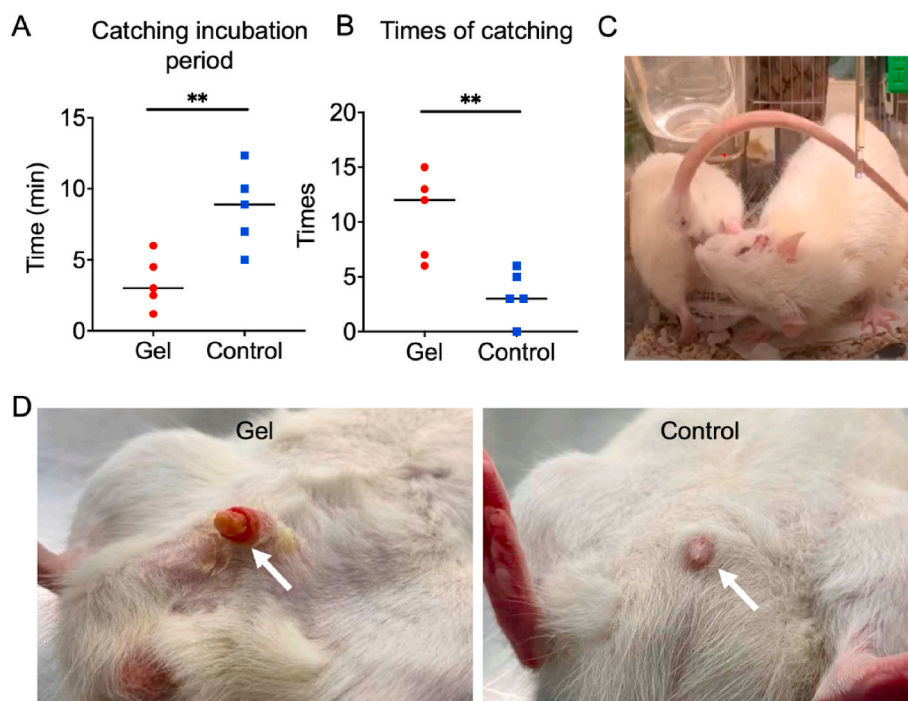 A
Catching incubation
period
**
Time (min)
15
10
5
0
Gel
Control
B
Times of catching
**
Times
20
15
10
5
0
Gel
Control
C
D
Gel
Control